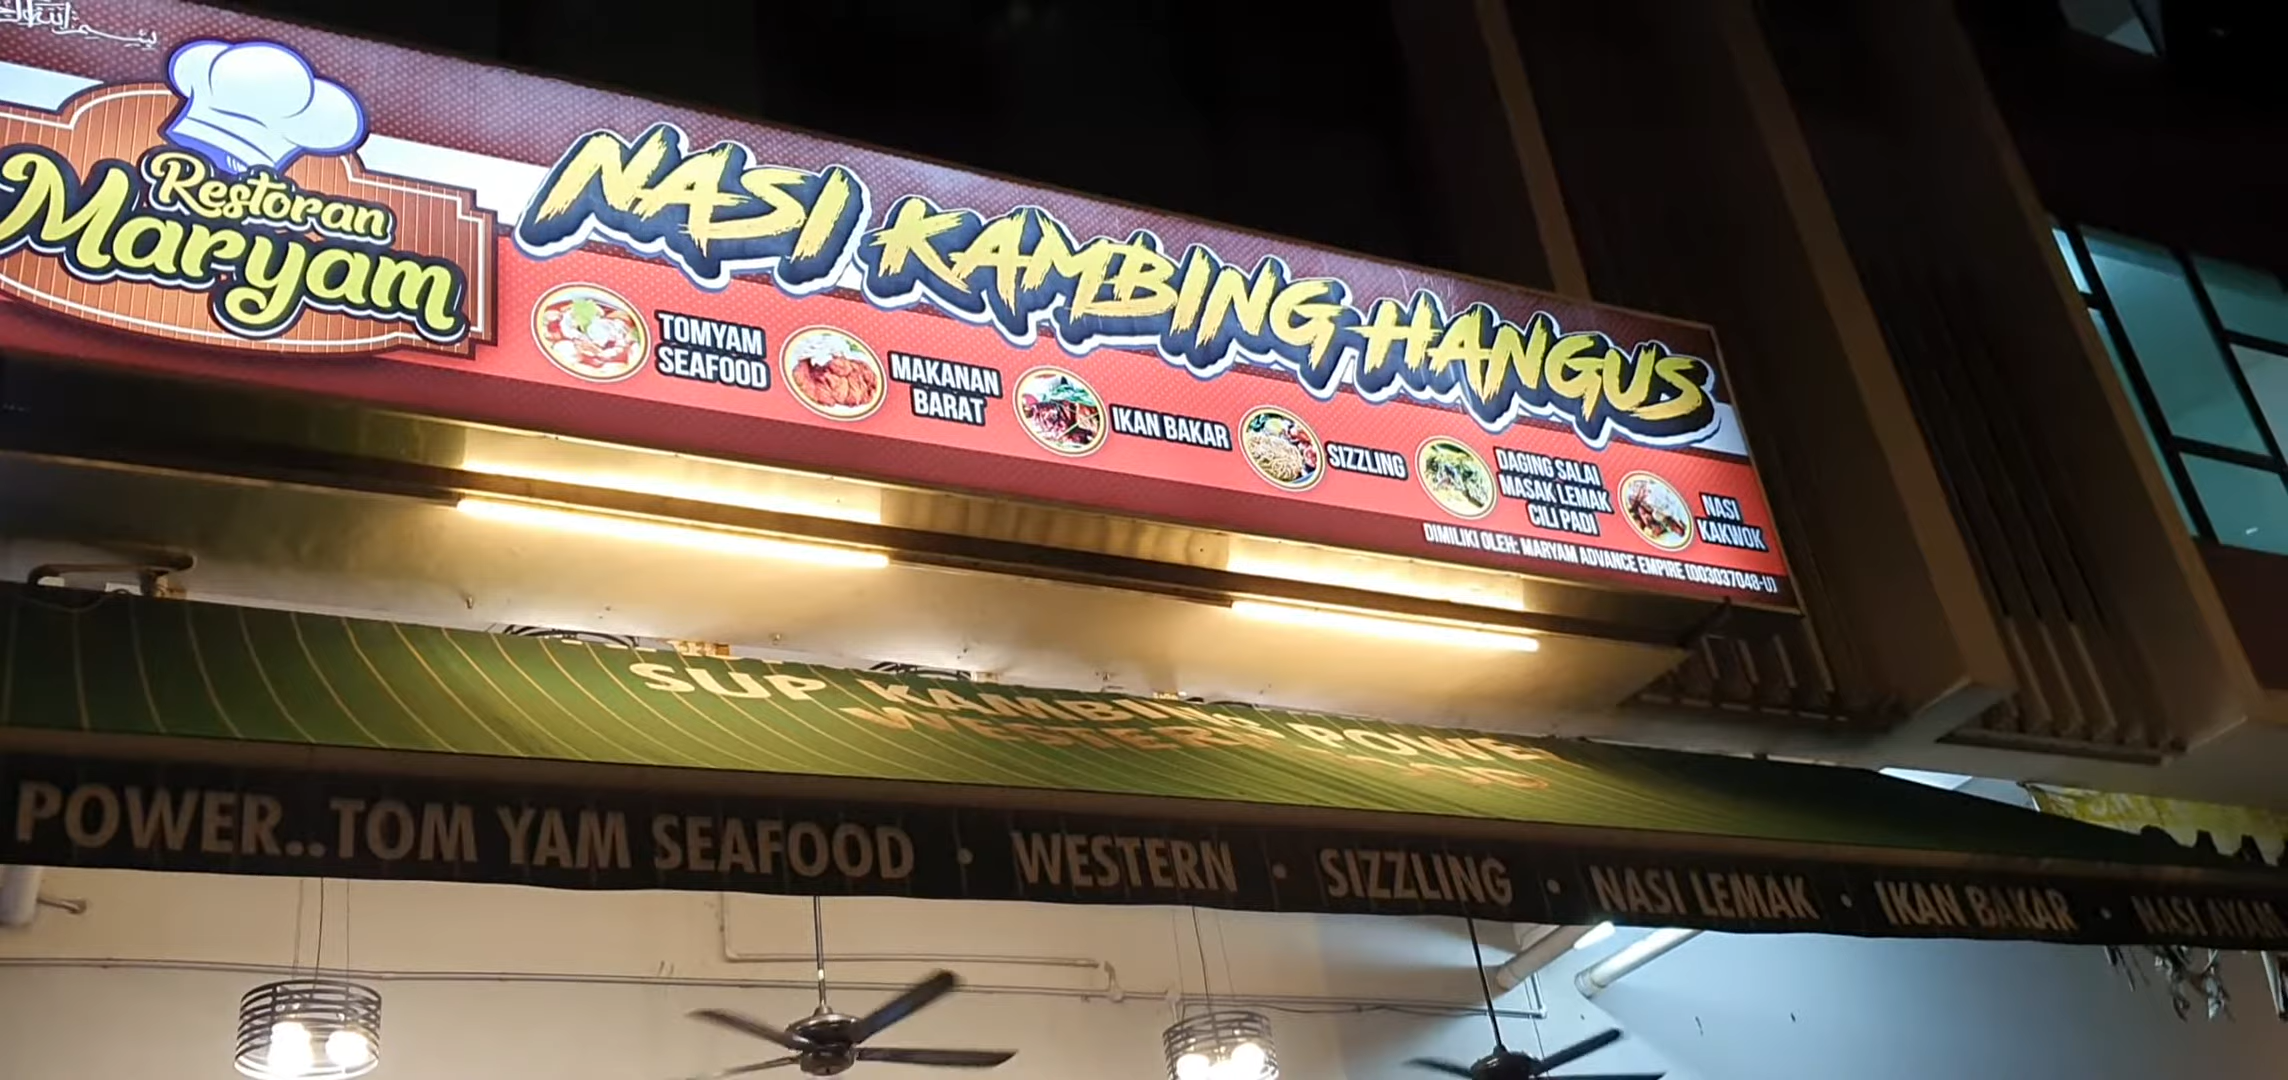 Restoran
Maryam
NASI KAMBING HANGUS
TOMYAM
SEAFOOD
MAKANAN
BARAT
IKAN BAKAR
SIZZLING
DAGING SALAI
MASAK LEMAK
CILI PADI
NASI
KAKWOK
DIMILIKI OLEH: MARYAM ADVANCE EMPIRE (003037048-U)
SUP KAMBING POWER
WESTERN FOOD
POWER..TOM YAM SEAFOOD • WESTERN • SIZZLING • NASI LEMAK • IKAN BAKAR • NASI AYAM